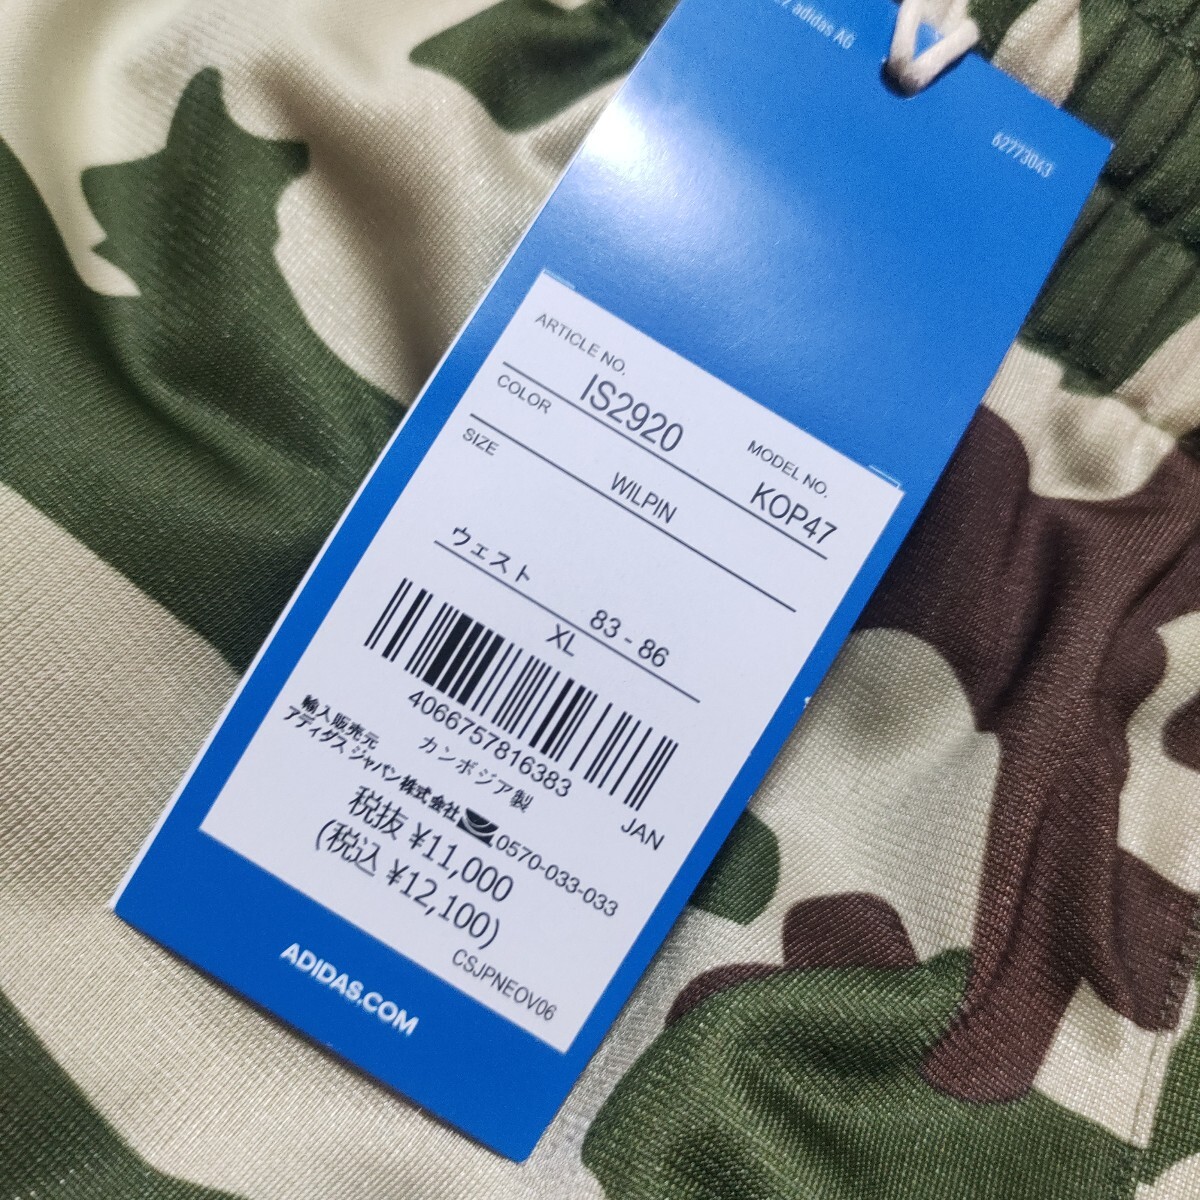 adidas AG
62773043
ARTICLE NO.
IS2920
MODEL NO.
KOP47
COLOR
WILPIN
SIZE
ウェスト
83 - 86
XL
4066757816383
JAN
カンボジア製
輸入販売元
アディダス ジャパン株式会社
0570-033-033
税抜 ¥11,000
(税込 ¥12,100)
CSJPNEOV06
ADIDAS.COM